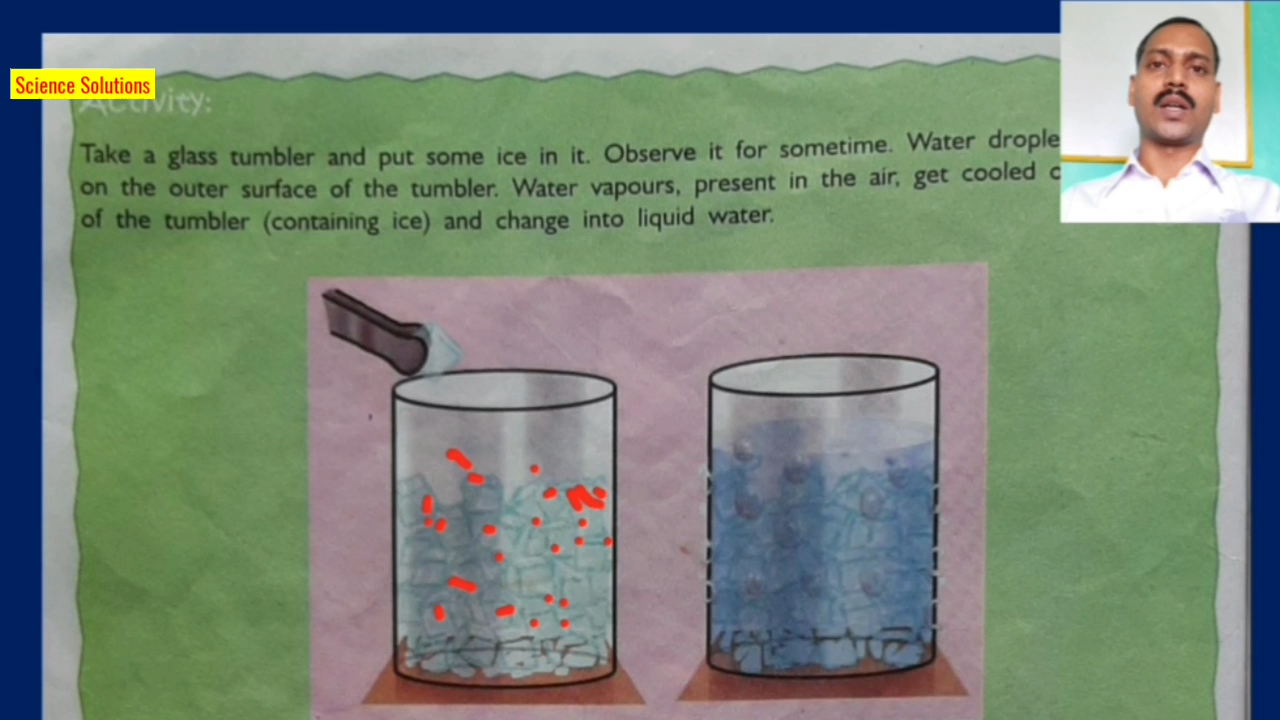 Science Solutions
Activity:
Take a glass tumbler and put some ice in it. Observe it for sometime. Water drople
on the outer surface of the tumbler. Water vapours, present in the air, get cooled
of the tumbler (containing ice) and change into liquid water.